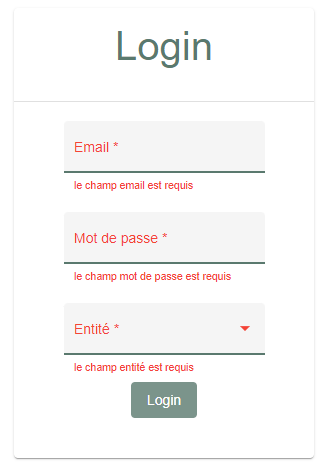 Login
Email *
le champ email est requis
Mot de passe *
le champ mot de passe est requis
Entité *
le champ entité est requis
Login